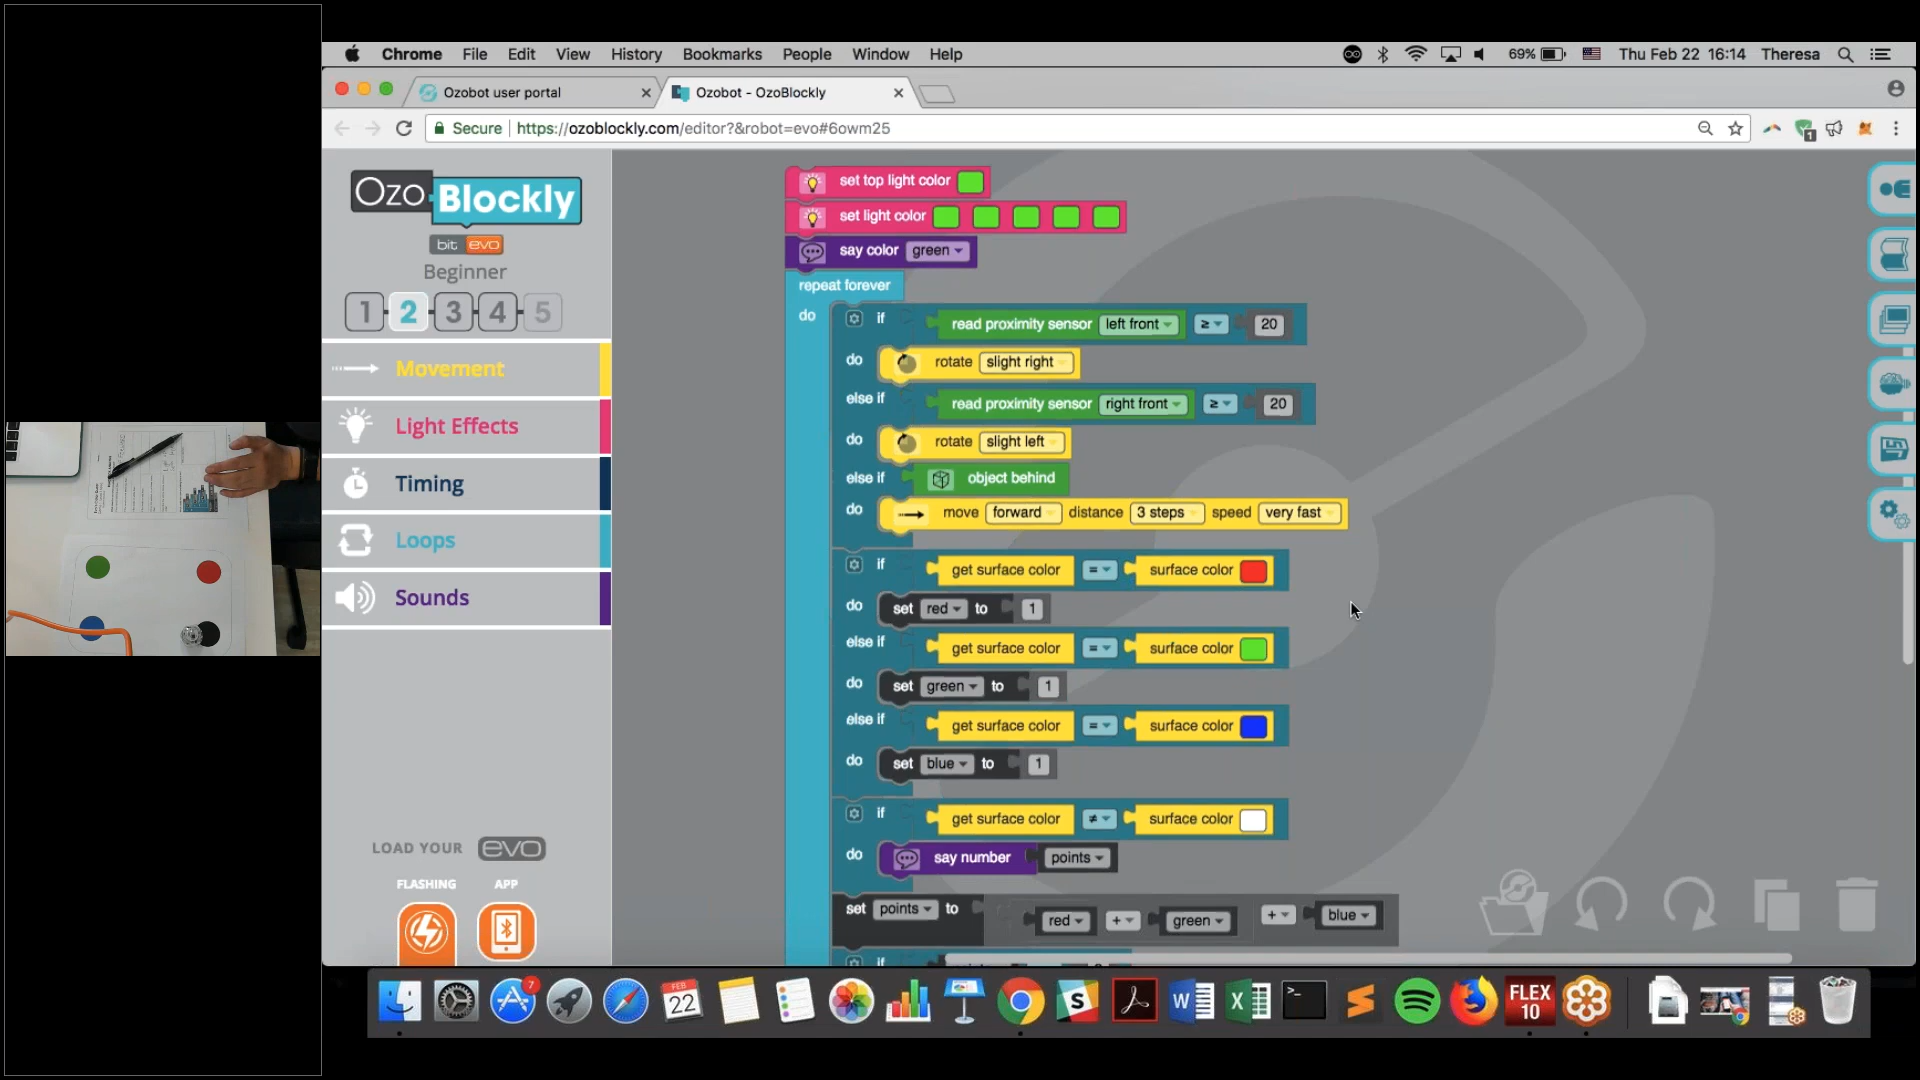 Chrome File Edit View History Bookmarks People Window Help 69% Thu Feb 22 16:14 Theresa
Ozobot user portal Ozobot - OzoBlockly
Secure https://ozoblockly.com/editor?&robot=evo#6owm25
1
Ozo Blockly
bit evo
Beginner
1 2 3 4 5
Movement
Light Effects
Timing
Loops
Sounds
LOAD YOUR evo
FLASHING APP
set top light color
set light color
say color green
repeat forever
do if read proximity sensor left front ≥ 20
do rotate slight right
else if read proximity sensor right front ≥ 20
do rotate slight left
else if object behind
do move forward distance 3 steps speed very fast
if get surface color = surface color
do set red to 1
else if get surface color = surface color
do set green to 1
else if get surface color = surface color
do set blue to 1
if get surface color ≠ surface color
do say number points
set points to red + green + blue
if
7
FEB
22
FLEX
10